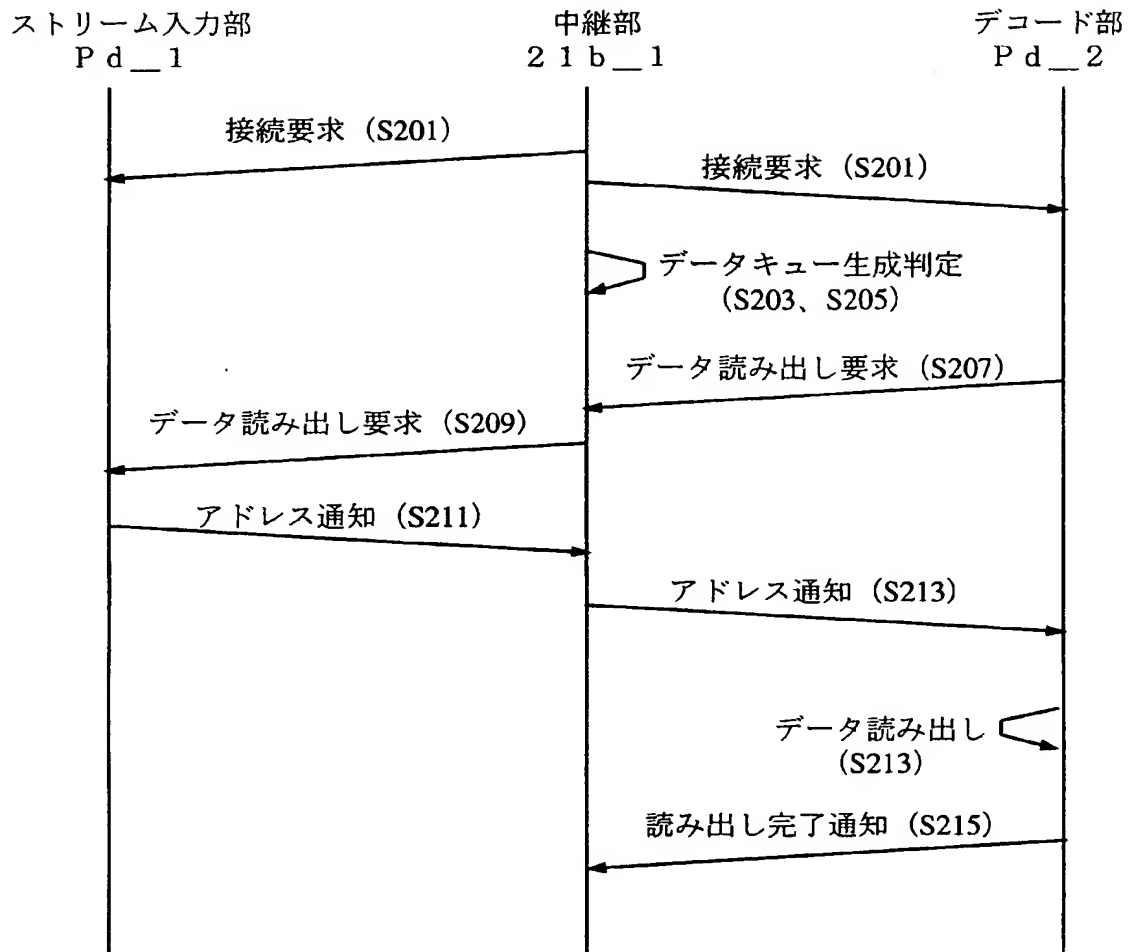 ストリーム入力部
Pd__1
中継部
21b__1
デコード部
Pd__2
接続要求（S201）
接続要求（S201）
データキュー生成判定
（S203、S205）
データ読み出し要求（S207）
データ読み出し要求（S209）
アドレス通知（S211）
アドレス通知（S213）
データ読み出し
（S213）
読み出し完了通知（S215）